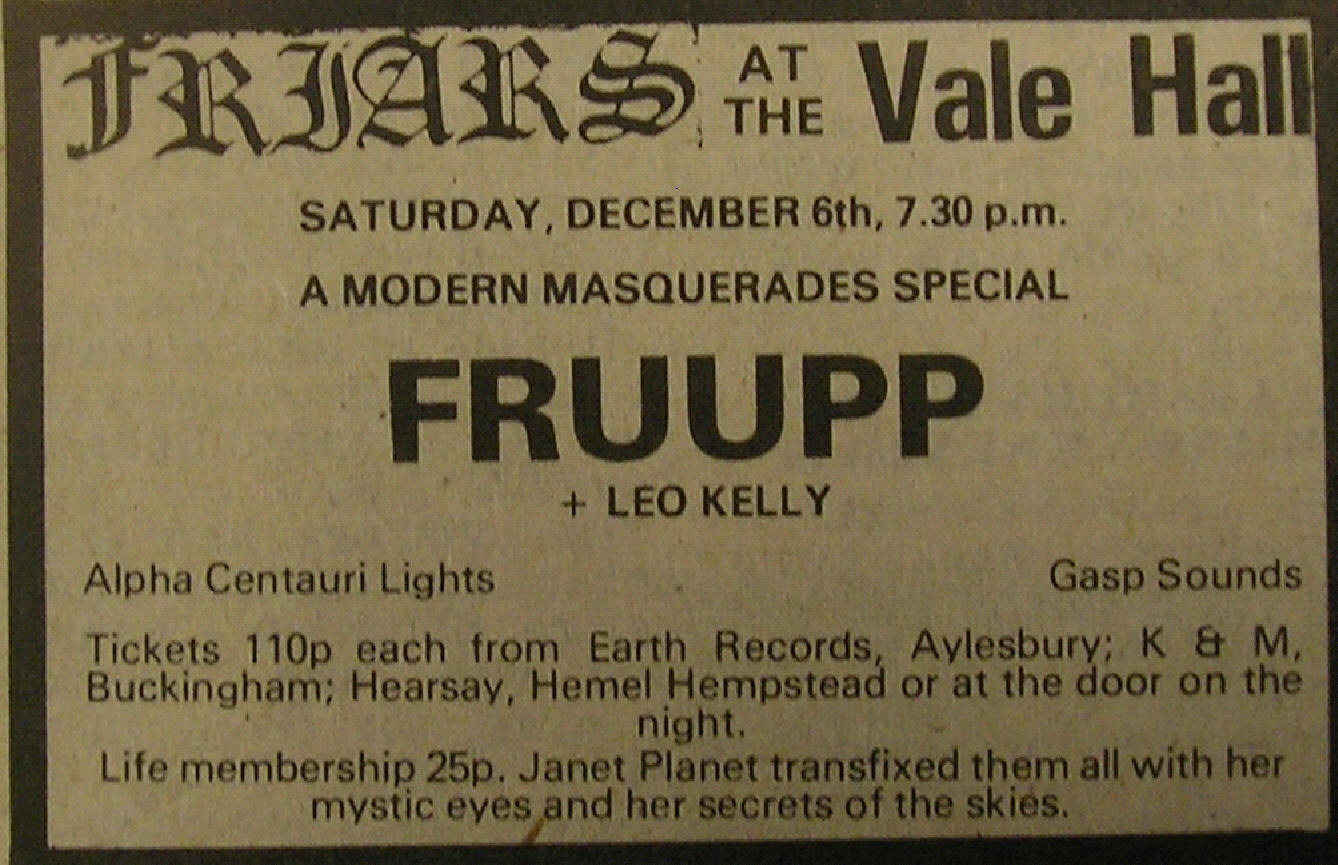 FRIARS AT THE Vale Hall
SATURDAY, DECEMBER 6th, 7.30 p.m.
A MODERN MASQUERADES SPECIAL
FRUUPP
+ LEO KELLY
Alpha Centauri Lights Gasp Sounds
Tickets 110p each from Earth Records, Aylesbury; K & M,
Buckingham; Hearsay, Hemel Hempstead or at the door on the
night.
Life membership 25p. Janet Planet transfixed them all with her
mystic eyes and her secrets of the skies.